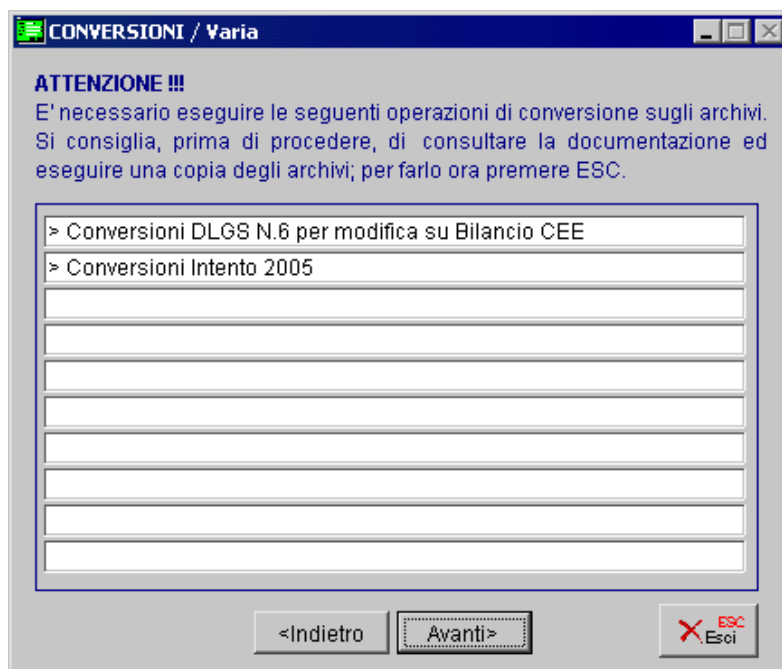 CONVERSIONI / Varia
ATTENZIONE !!!
E' necessario eseguire le seguenti operazioni di conversione sugli archivi.
Si consiglia, prima di procedere, di consultare la documentazione ed
eseguire una copia degli archivi; per farlo ora premere ESC.
> Conversioni DLGS N.6 per modifica su Bilancio CEE
> Conversioni Intento 2005
<Indietro
Avanti>
ESC
Esci